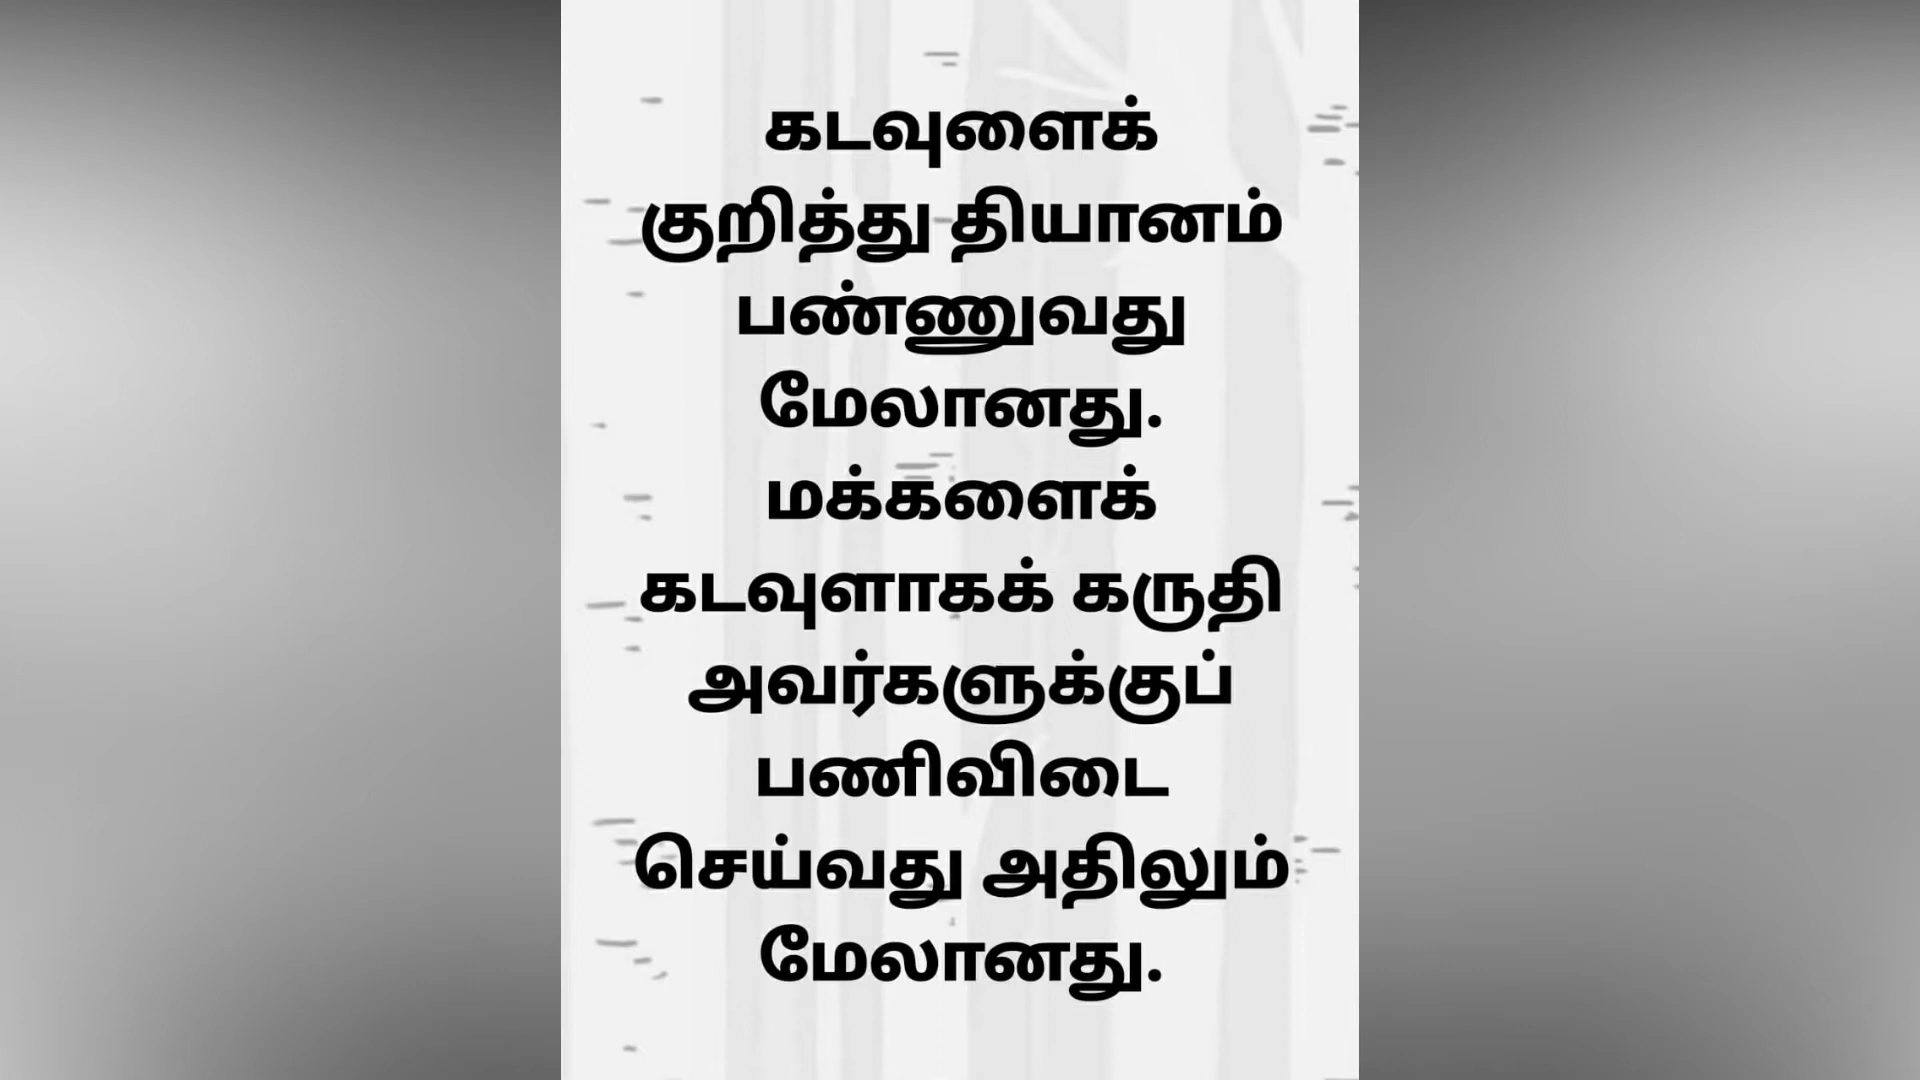 கடவுளைக்
குறித்து தியானம்
பண்ணுவது
மேலானது.
மக்களைக்
கடவுளாகக் கருதி
அவர்களுக்குப்
பணிவிடை
செய்வது அதிலும்
மேலானது.